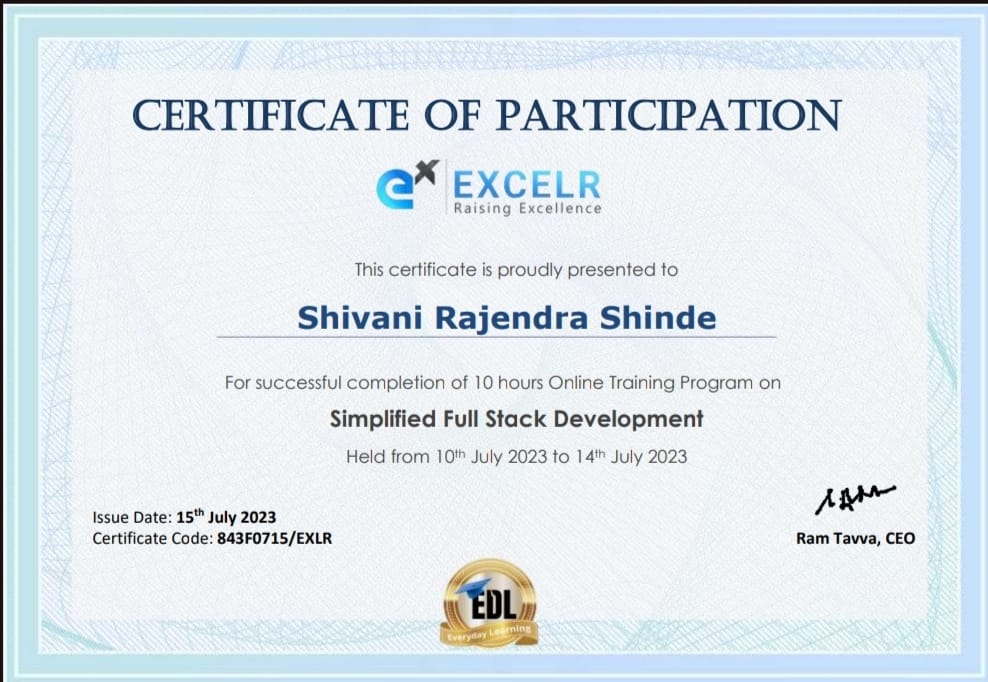 CERTIFICATE OF PARTICIPATION
ex EXCELR
Raising Excellence
This certificate is proudly presented to
Shivani Rajendra Shinde
For successful completion of 10 hours Online Training Program on
Simplified Full Stack Development
Held from 10th July 2023 to 14th July 2023
Issue Date: 15th July 2023
Certificate Code: 843F0715/EXLR
Ram Tavva, CEO
EDL
Everyday Learning